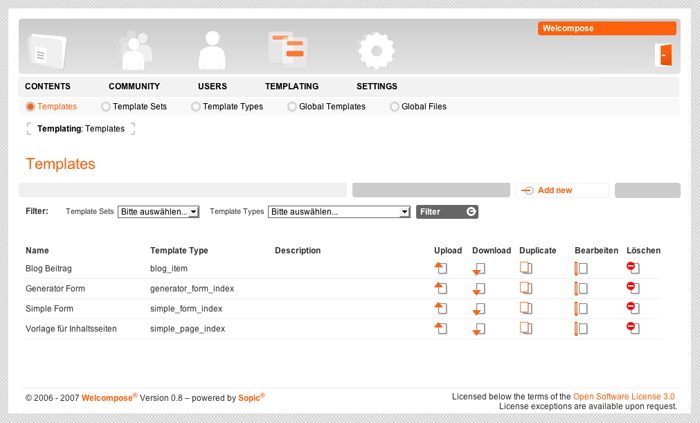 Welcompose
CONTENTS COMMUNITY USERS TEMPLATING SETTINGS
Templates Template Sets Template Types Global Templates Global Files
Templating: Templates
Templates
Add new
Filter: Template Sets Bitte auswählen... Template Types Bitte auswählen... Filter
Name Template Type Description Upload Download Duplicate Bearbeiten Löschen
Blog Beitrag blog_item
Generator Form generator_form_index
Simple Form simple_form_index
Vorlage für Inhaltsseiten simple_page_index
© 2006 - 2007 Welcompose® Version 0.8 – powered by Sopic®
Licensed below the terms of the Open Software License 3.0
License exceptions are available upon request.